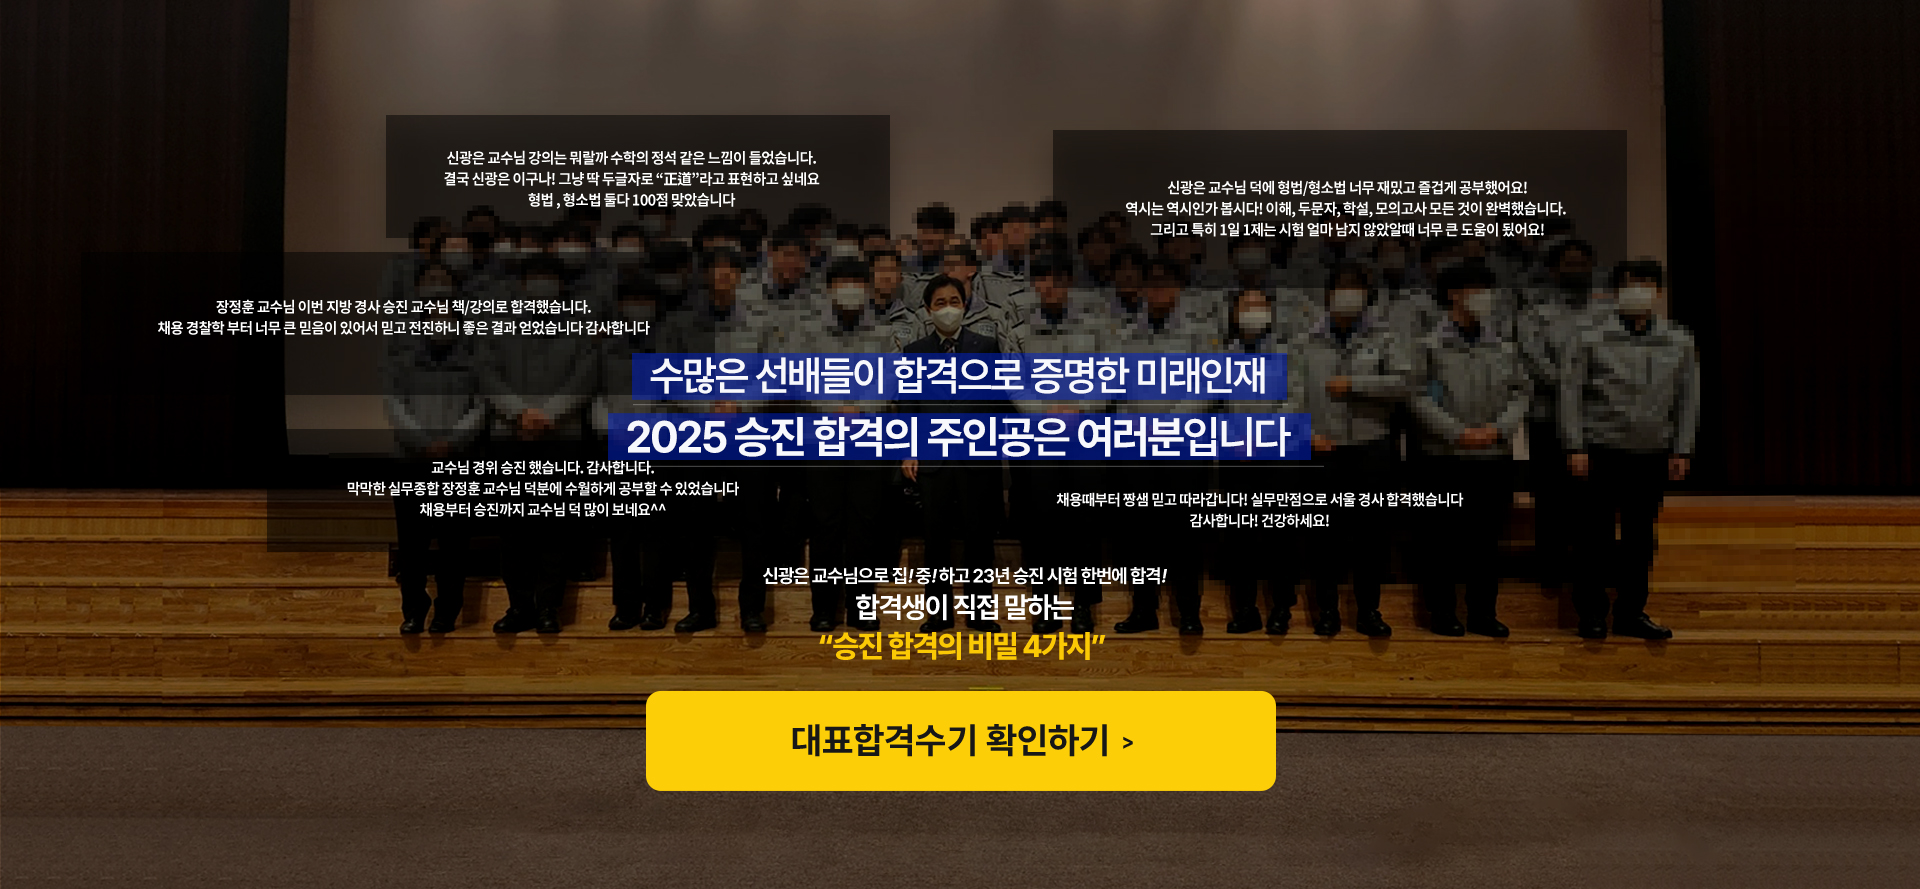 신광은 교수님 강의는 뭐랄까 수학의 정석 같은 느낌이 들었습니다.
결국 신광은 이구나! 그냥 딱 두글자로 “正道”라고 표현하고 싶네요
형법 , 형소법 둘다 100점 맞았습니다
신광은 교수님 덕에 형법/형소법 너무 재밌고 즐겁게 공부했어요!
역시는 역시인가 봅시다! 이해, 두문자, 학설, 모의고사 모든 것이 완벽했습니다.
그리고 특히 1일 1제는 시험 얼마 남지 않았알때 너무 큰 도움이 됬어요!
장정훈 교수님 이번 지방 경사 승진 교수님 책/강의로 합격했습니다.
채용 경찰학 부터 너무 큰 믿음이 있어서 믿고 전진하니 좋은 결과 얻었습니다 감사합니다
수많은 선배들이 합격으로 증명한 미래인재
2025 승진 합격의 주인공은 여러분입니다
교수님 경위 승진 했습니다. 감사합니다.
막막한 실무종합 장정훈 교수님 덕분에 수월하게 공부할 수 있었습니다
채용부터 승진까지 교수님 덕 많이 보네요^^
채용때부터 짱샘 믿고 따라갑니다! 실무만점으로 서울 경사 합격했습니다
감사합니다! 건강하세요!
신광은 교수님으로 집!중!하고 23년 승진 시험 한번에 합격!
합격생이 직접 말하는
“승진 합격의 비밀 4가지”
대표합격수기 확인하기 >